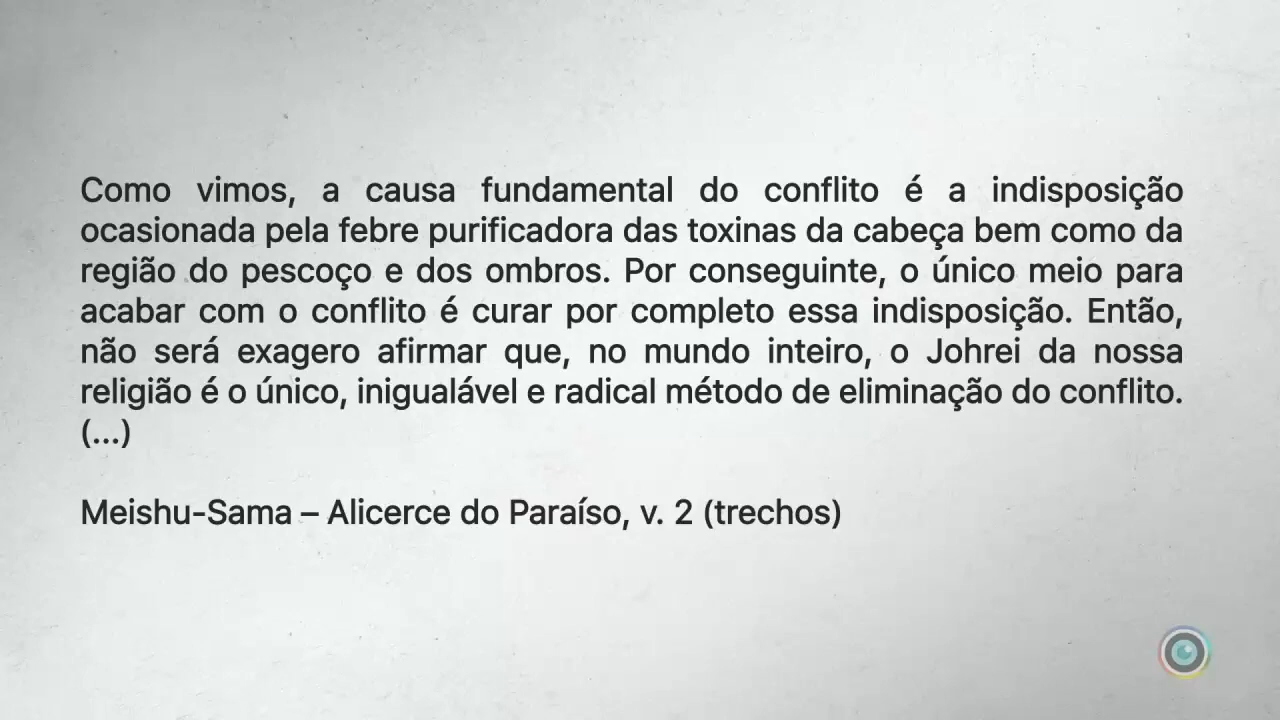 Como vimos, a causa fundamental do conflito é a indisposição
ocasionada pela febre purificadora das toxinas da cabeça bem como da
região do pescoço e dos ombros. Por conseguinte, o único meio para
acabar com o conflito é curar por completo essa indisposição. Então,
não será exagero afirmar que, no mundo inteiro, o Johrei da nossa
religião é o único, inigualável e radical método de eliminação do conflito.
(...)
Meishu-Sama – Alicerce do Paraíso, v. 2 (trechos)